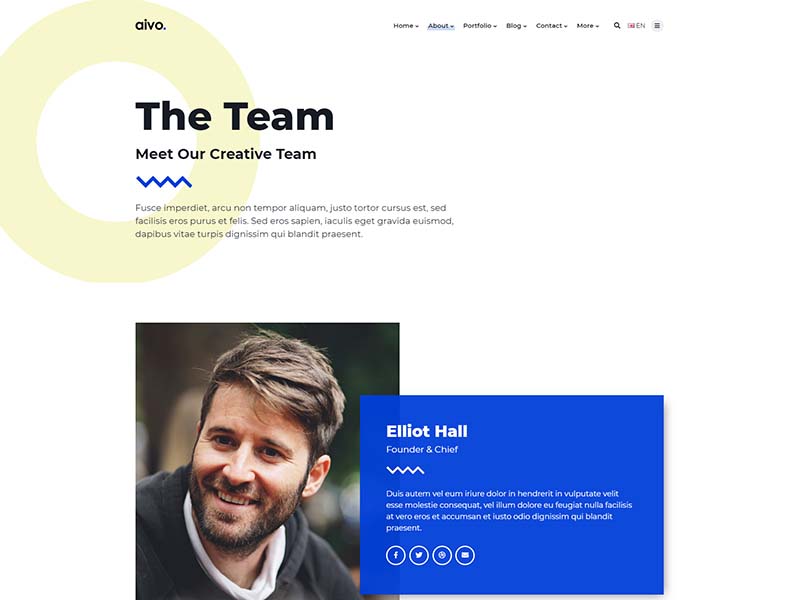 aivo.
Home About Portfolio Blog Contact More EN
The Team
Meet Our Creative Team
Fusce imperdiet, arcu non tempor aliquam, justo tortor cursus est, sed
facilisis eros purus et felis. Sed eros sapien, iaculis eget gravida euismod,
dapibus vitae turpis dignissim qui blandit praesent.
Elliot Hall
Founder & Chief
Duis autem vel eum iriure dolor in hendrerit in vulputate velit
esse molestie consequat, vel illum dolore eu feugiat nulla facilisis
at vero eros et accumsan et iusto odio dignissim qui blandit
praesent.